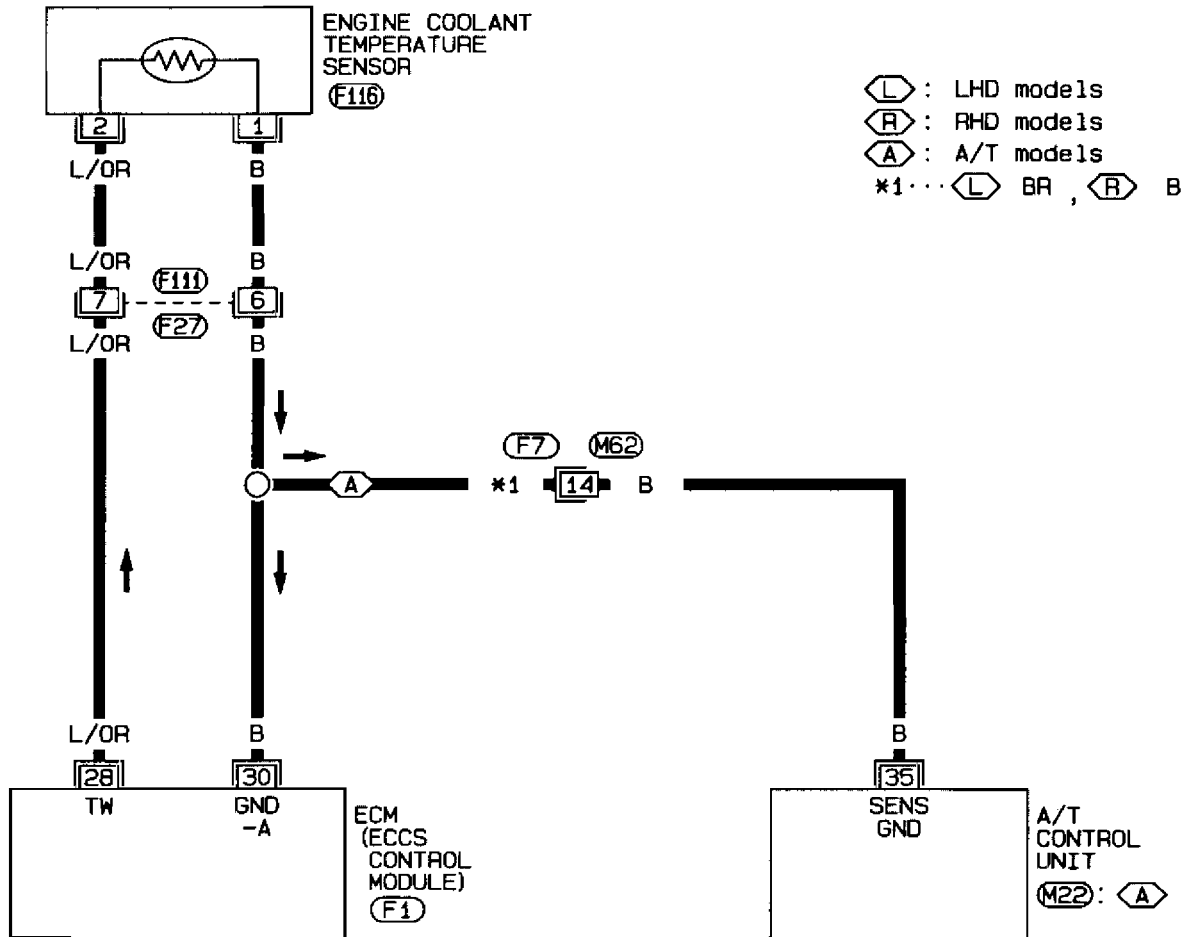 ENGINE COOLANT
TEMPERATURE
SENSOR
F116
2
1
L/OR
B
L : LHD models
R : RHD models
A : A/T models
*1··· L BR , R B
L/OR
B
F111
7
6
F27
L/OR
B
F7
M62
A
*1
14
B
L/OR
B
B
28
30
35
TW
GND
-A
ECM
(ECCS
CONTROL
MODULE)
F1
SENS
GND
A/T
CONTROL
UNIT
M22 : A